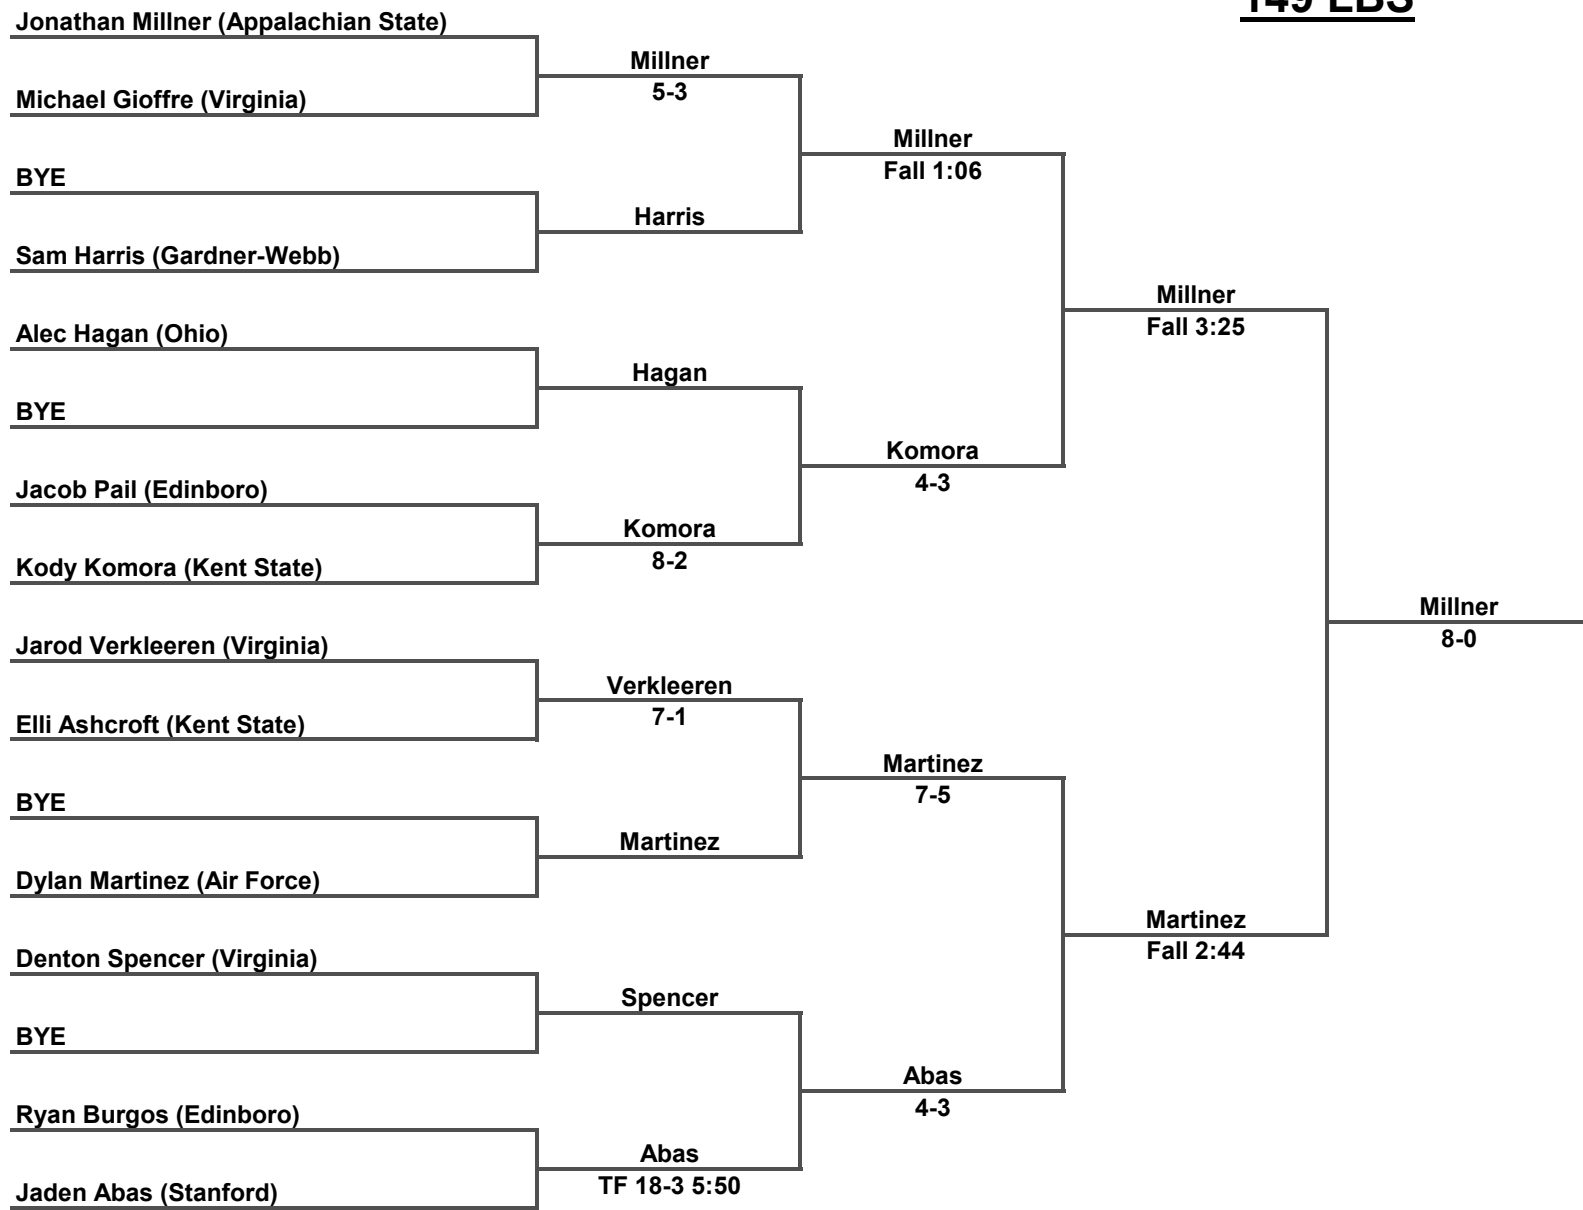 149 LBS
Jonathan Millner (Appalachian State)
Millner
5-3
Michael Gioffre (Virginia)
Millner
Fall 1:06
BYE
Harris
Sam Harris (Gardner-Webb)
Millner
Fall 3:25
Alec Hagan (Ohio)
Hagan
BYE
Komora
4-3
Jacob Pail (Edinboro)
Komora
8-2
Kody Komora (Kent State)
Millner
8-0
Jarod Verkleeren (Virginia)
Verkleeren
7-1
Elli Ashcroft (Kent State)
Martinez
7-5
BYE
Martinez
Dylan Martinez (Air Force)
Martinez
Fall 2:44
Denton Spencer (Virginia)
Spencer
BYE
Abas
4-3
Ryan Burgos (Edinboro)
Abas
TF 18-3 5:50
Jaden Abas (Stanford)